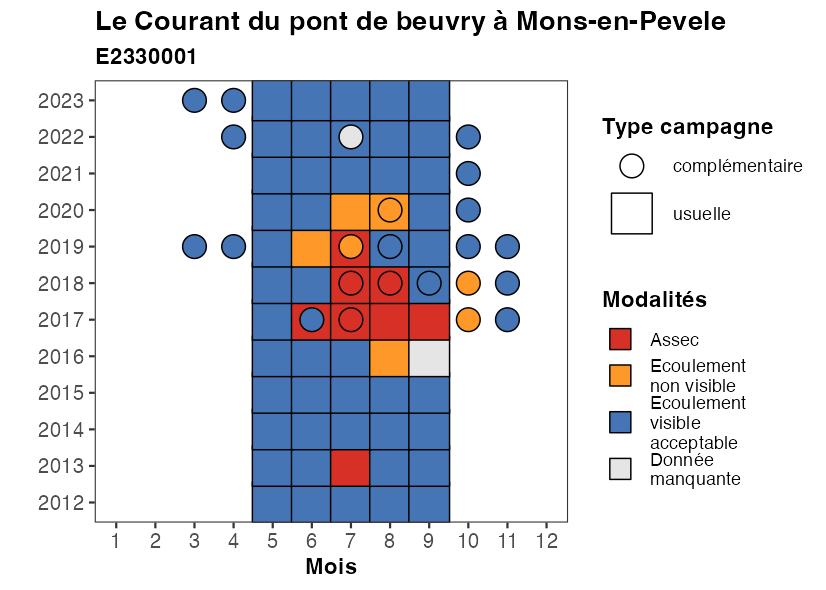 Le Courant du pont de beuvry à Mons-en-Pevele
E2330001
2023
2022
2021
2020
2019
2018
2017
2016
2015
2014
2013
2012
1 2 3 4 5 6 7 8 9 10 11 12
Mois
Type campagne
complémentaire
usuelle
Modalités
Assec
Ecoulement
non visible
Ecoulement
visible
acceptable
Donnée
manquante